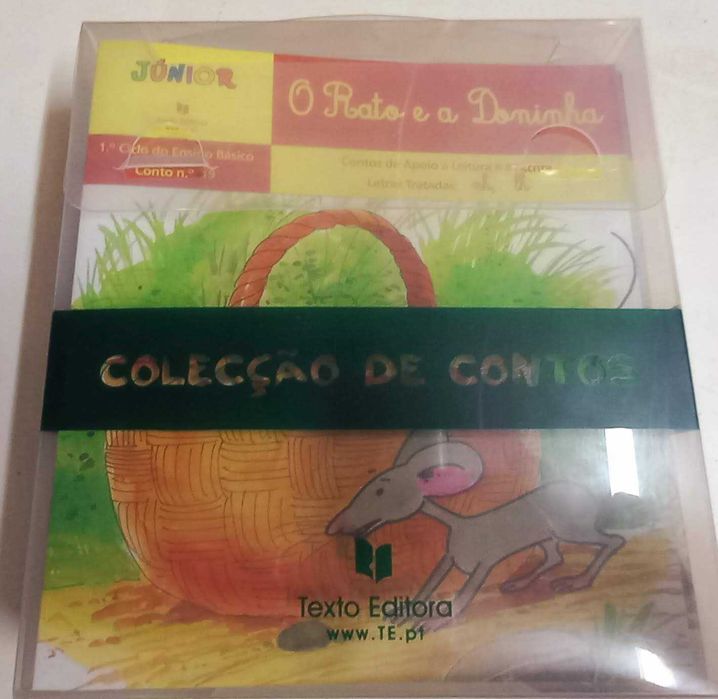 JÚNIOR
O Rato e a Doninha
1.º Ciclo do Ensino Básico
Conto n.º 19
Contos de Apoio à Leitura e à Escrita
Letras Tratadas:
COLECÇÃO DE CONTOS
Texto Editora
www.TE.pt